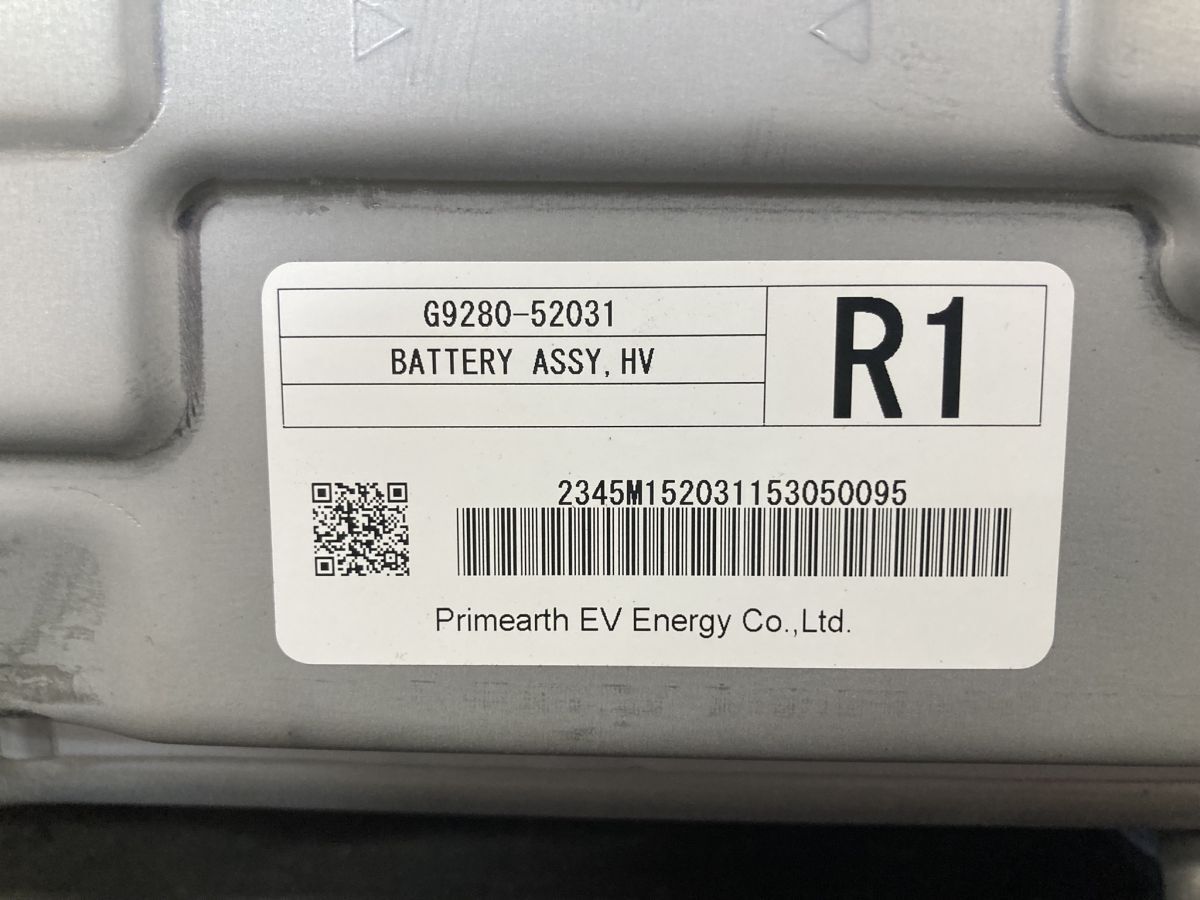 G9280-52031
BATTERY ASSY,HV
R1
2345M152031153050095
Primearth EV Energy Co.,Ltd.